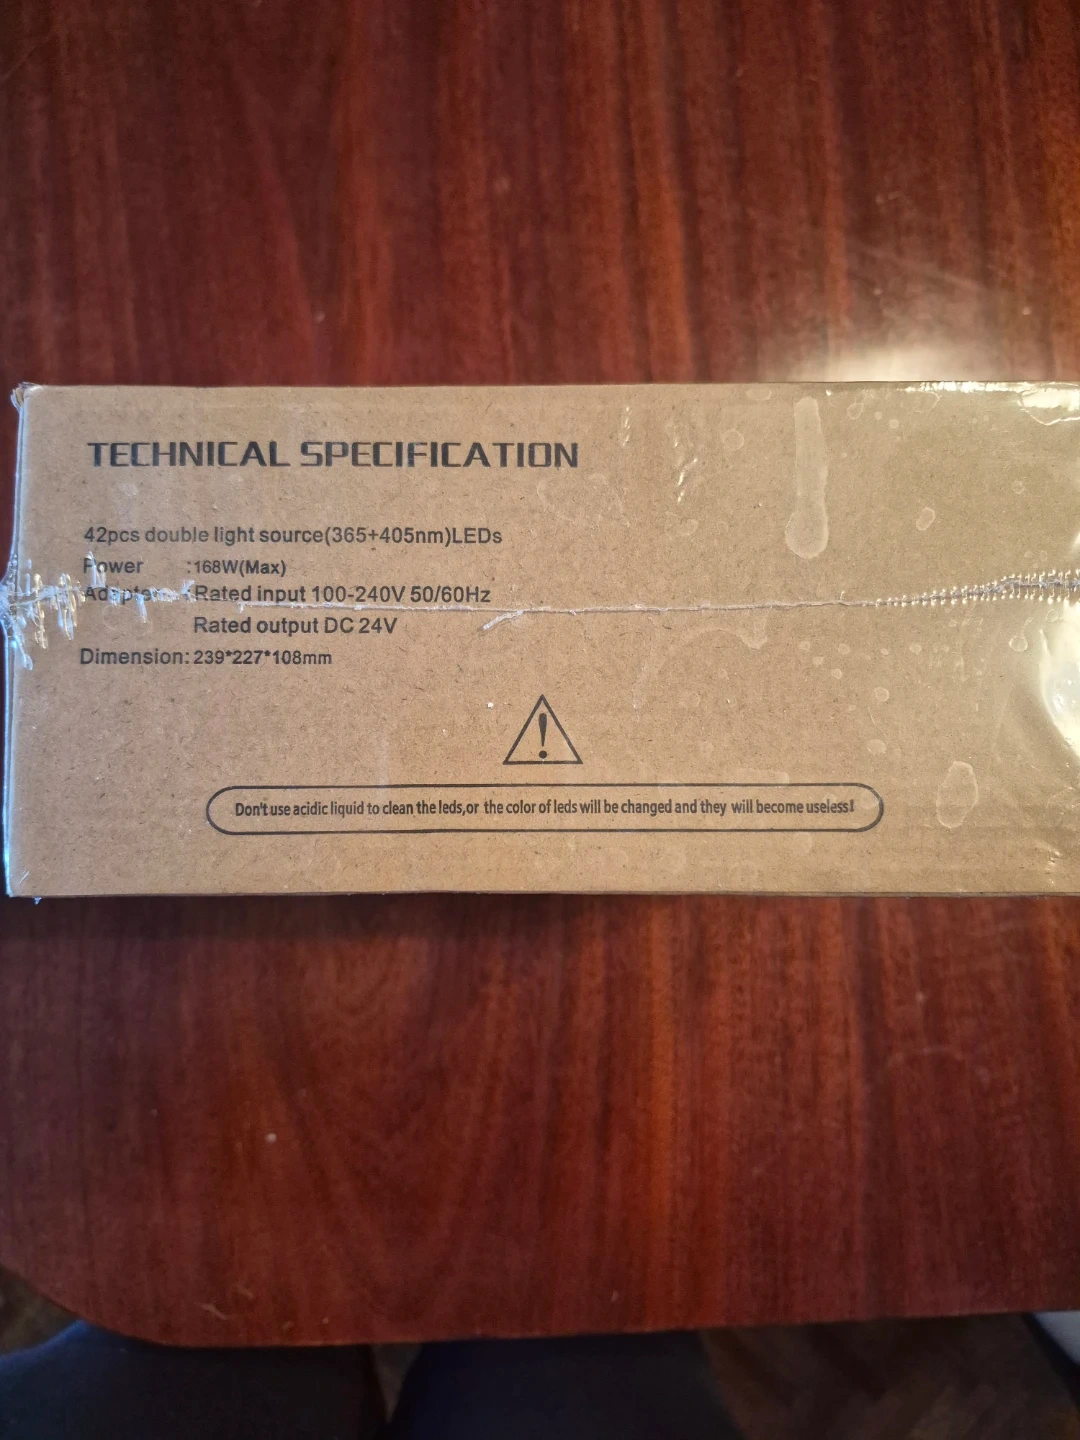 TECHNICAL SPECIFICATION
42pcs double light source(365+405nm)LEDs
Power :168W(Max)
Adapter :Rated input 100-240V 50/60Hz
Rated output DC 24V
Dimension: 239*227*108mm
Don't use acidic liquid to clean the leds,or the color of leds will be changed and they will become useless!